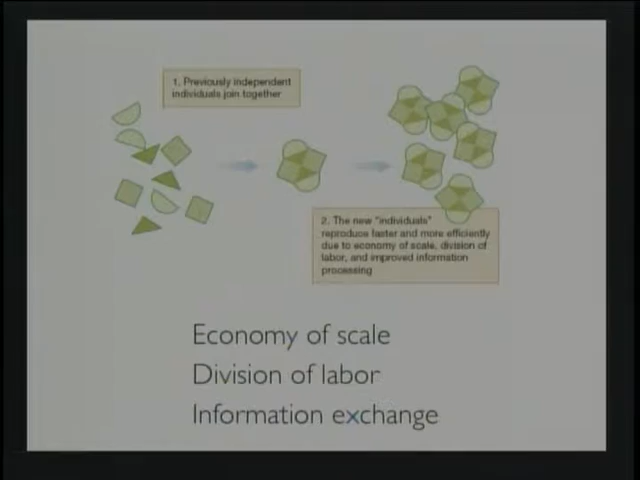 1. Previously independent
individuals join together
2. The new "individuals"
reproduce faster and more efficiently
due to economy of scale, division of
labor, and improved information
processing
Economy of scale
Division of labor
Information exchange